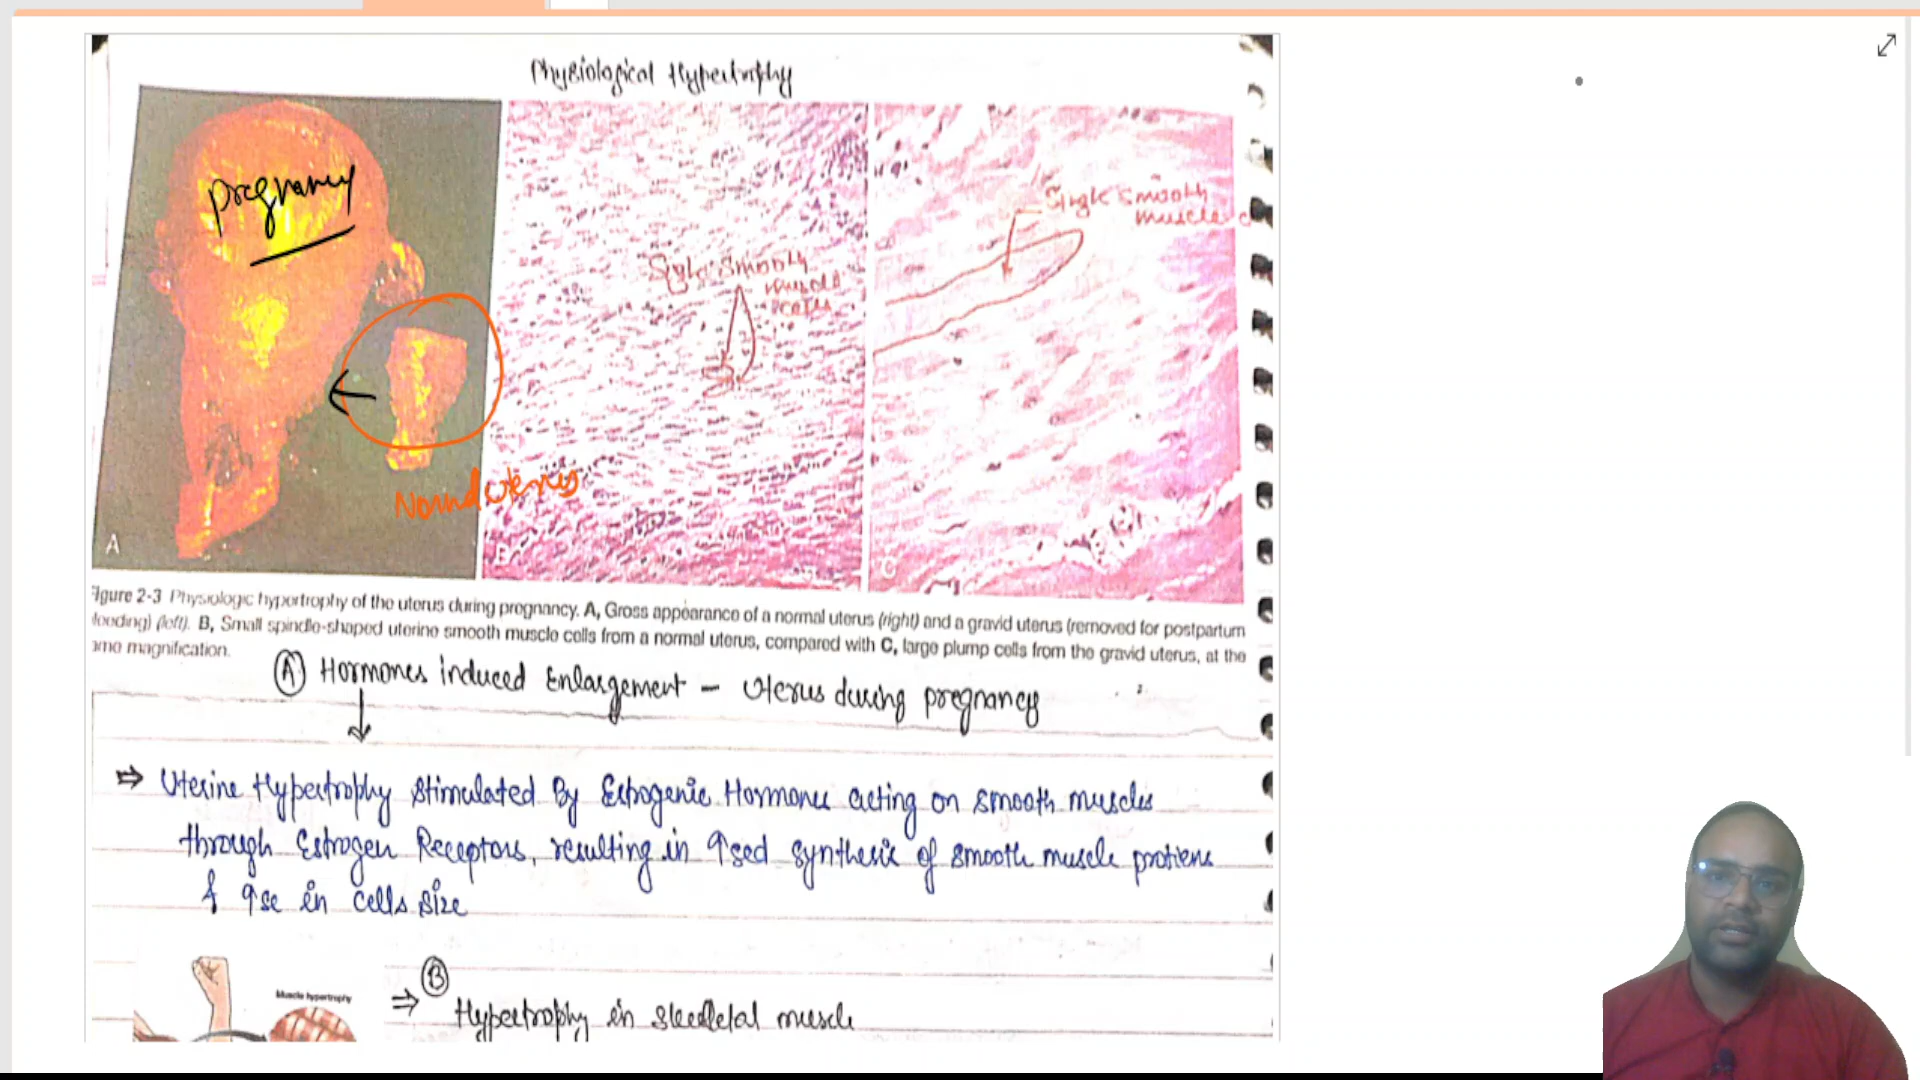 Physiological Hypertrophy
pregnancy
Single smooth
muscle
Single smooth
muscle
cells
Normal uterus
A
B
C
Figure 2-3 Physiologic hypertrophy of the uterus during pregnancy. A, Gross appearance of a normal uterus (right) and a gravid uterus (removed for postpartum
bleeding) (left). B, Small spindle-shaped uterine smooth muscle cells from a normal uterus, compared with C, large plump cells from the gravid uterus, at the
ame magnification.
(A) Hormones induced Enlargement – Uterus during pregnancy
⇒ Uterine Hypertrophy Stimulated By Estrogenic Hormones acting on smooth muscles
through Estrogen Receptors, resulting in ↑sed synthesis of smooth muscle protiens
& ↑se in cells size
Muscle hypertrophy
(B)
⇒ Hypertrophy in skeletal muscle